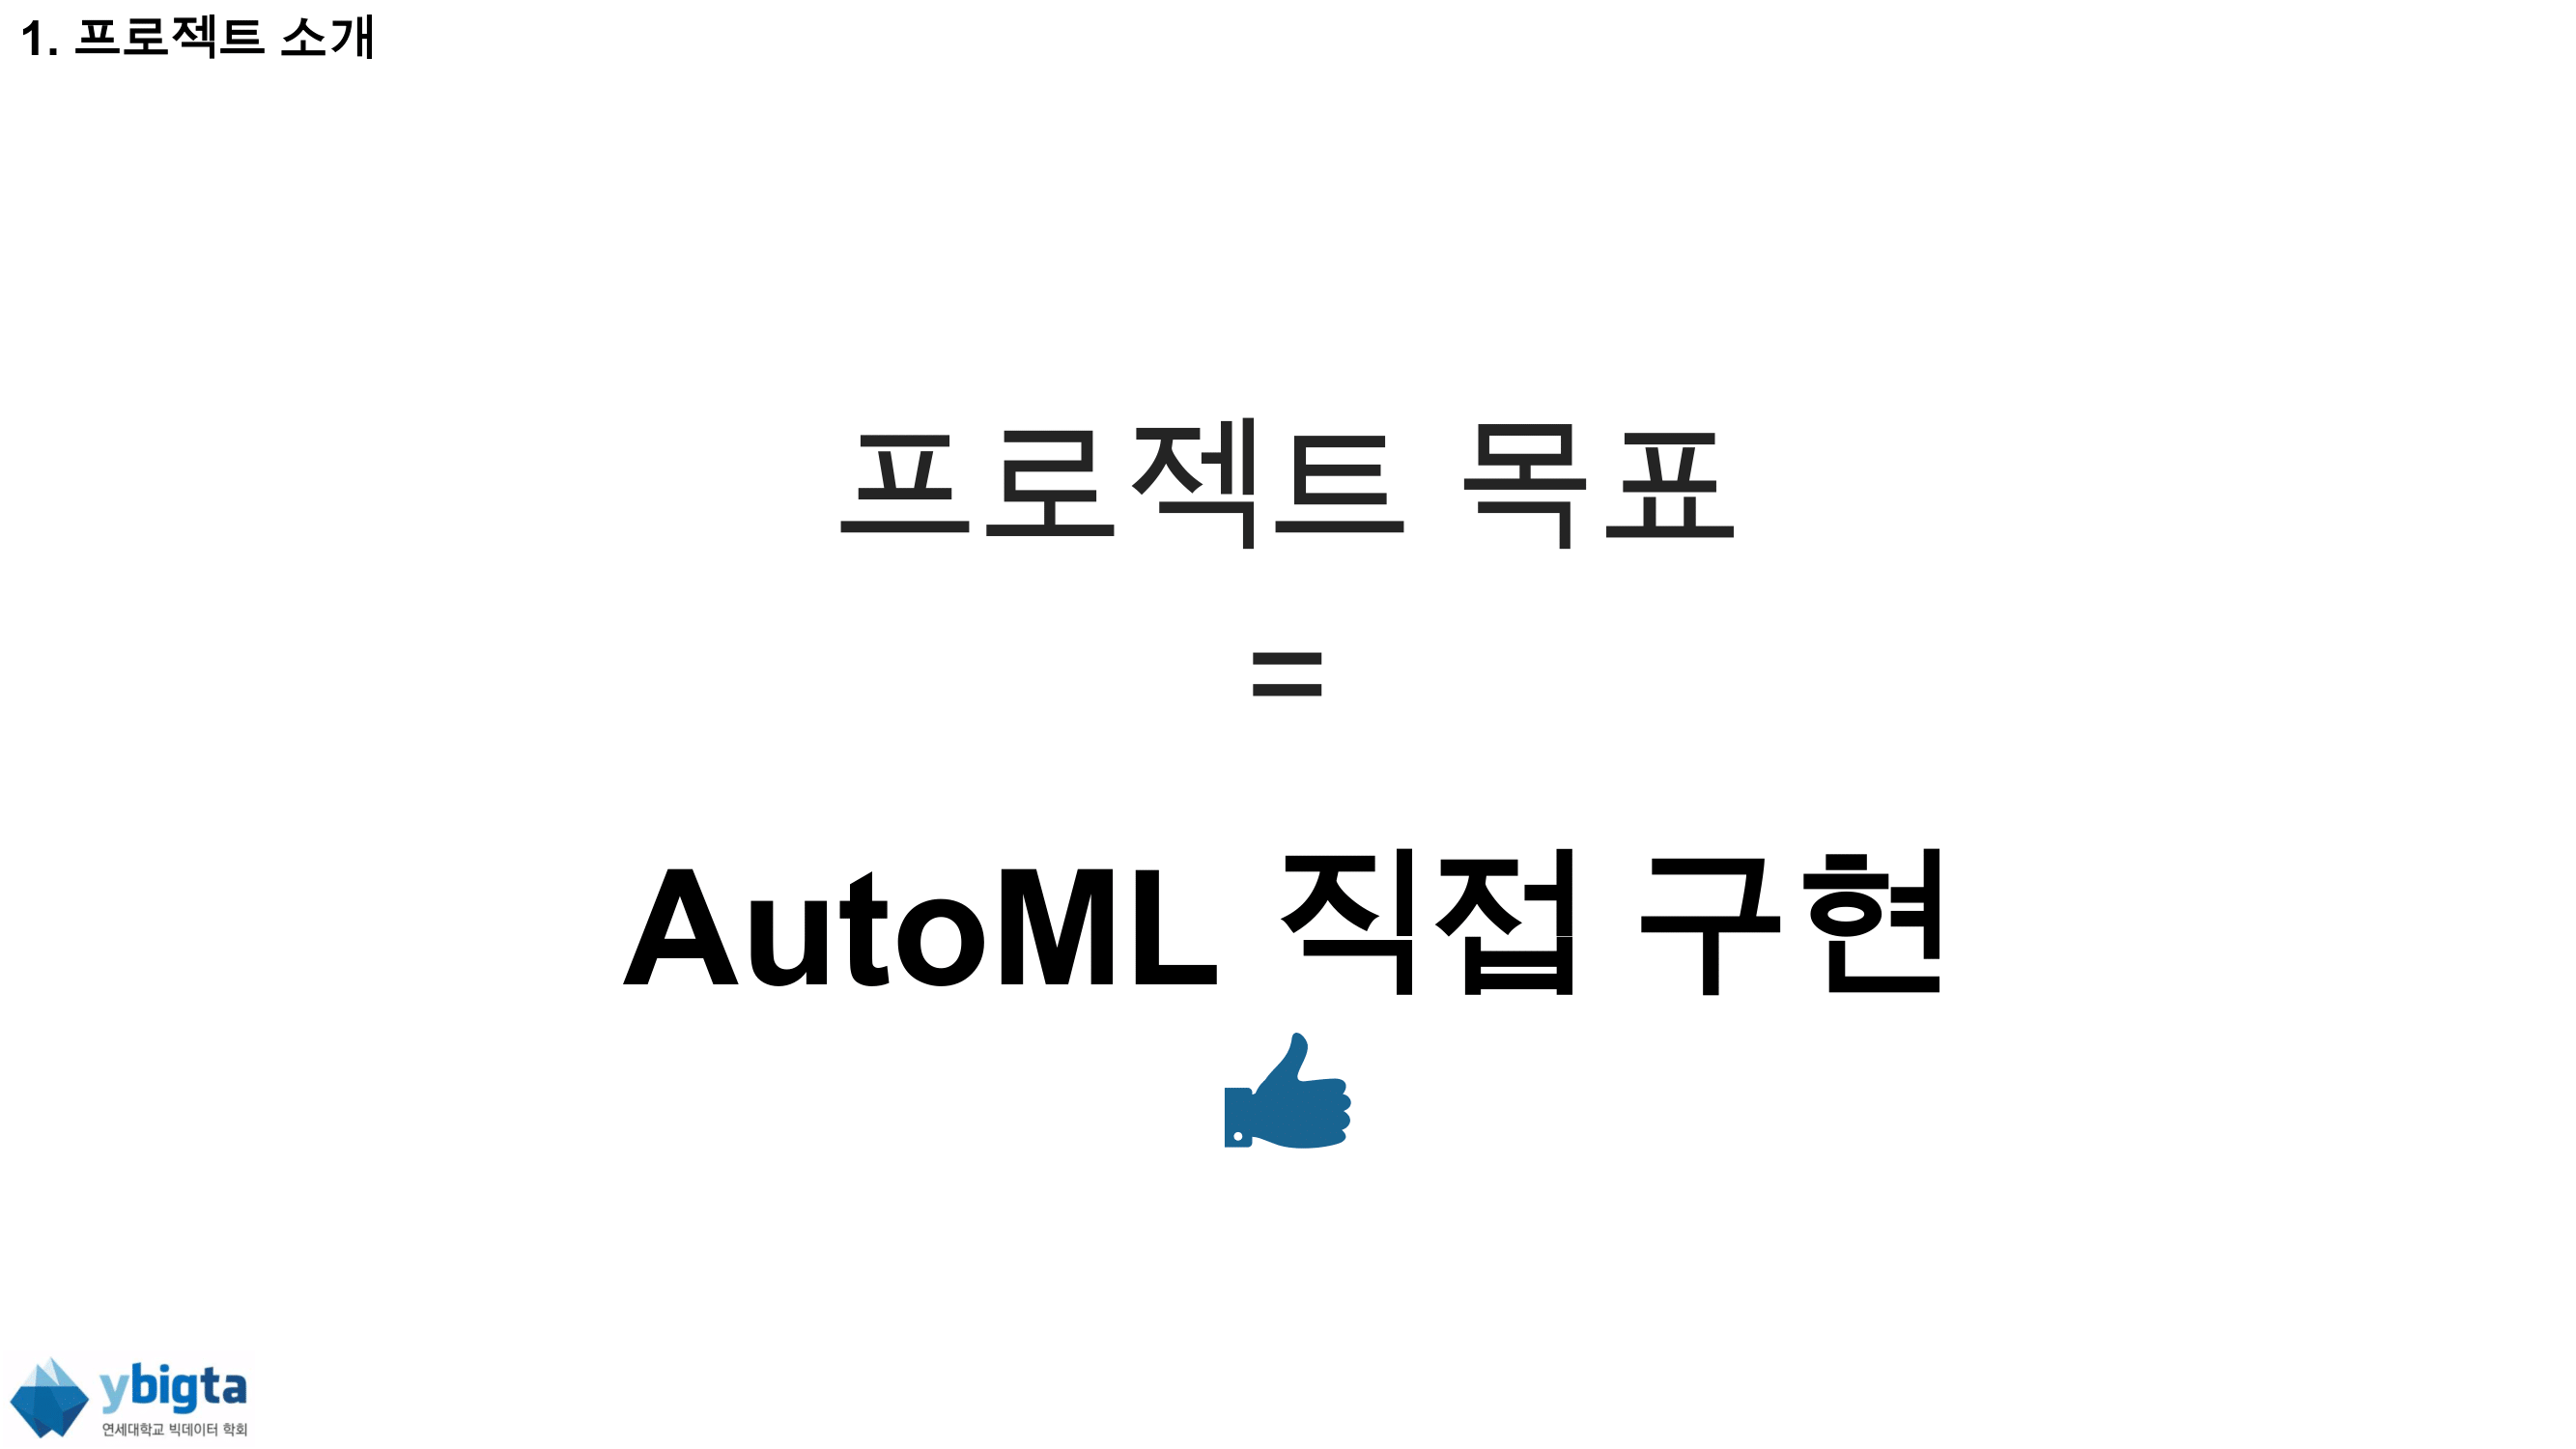 1. 프로젝트 소개
프로젝트 목표
=
AutoML 직접 구현
ybigta
연세대학교 빅데이터 학회